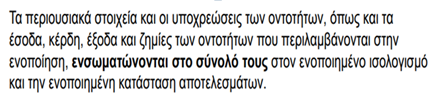 Τα περιουσιακά στοιχεία και οι υποχρεώσεις των οντοτήτων, όπως και τα
έσοδα, κέρδη, έξοδα και ζημίες των οντοτήτων που περιλαμβάνονται στην
ενοποίηση, ενσωματώνονται στο σύνολό τους στον ενοποιημένο ισολογισμό
και την ενοποιημένη κατάσταση αποτελεσμάτων.